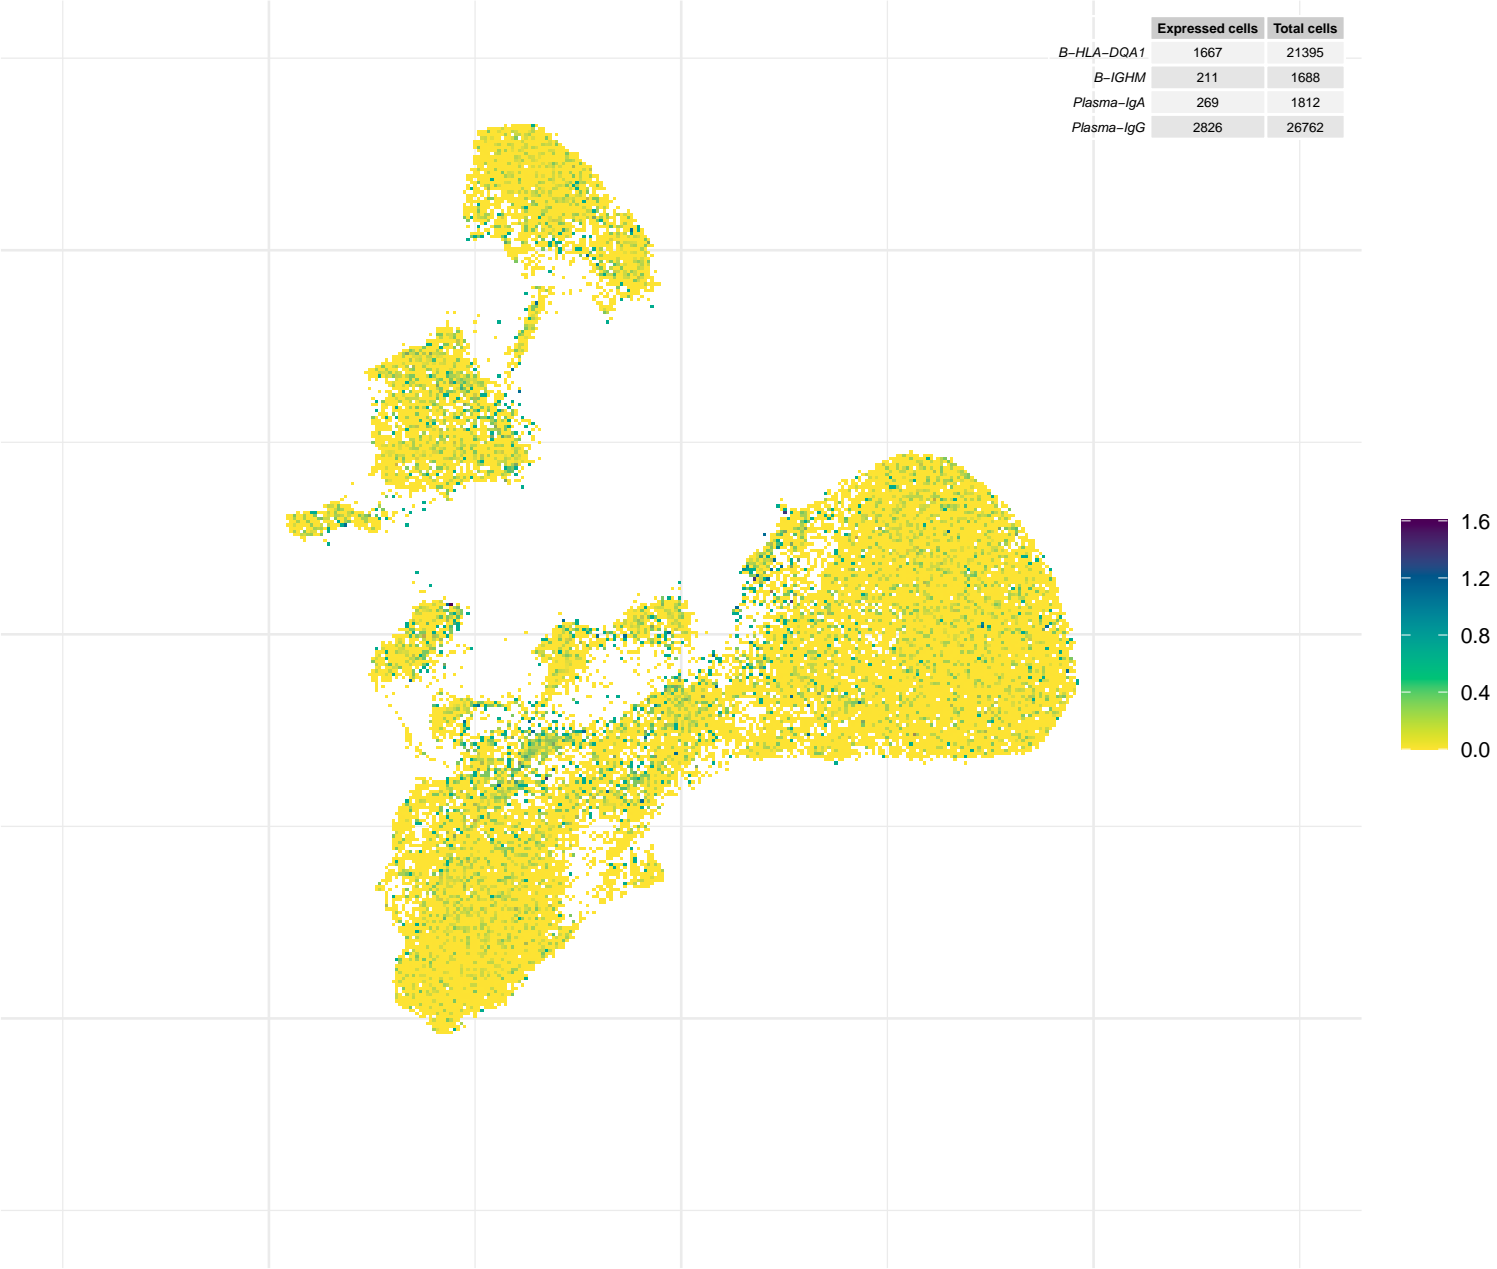 Expressed cells Total cells
B−HLA−DQA1 1667 21395
B−IGHM 211 1688
Plasma−IgA 269 1812
Plasma−IgG 2826 26762
1.6
1.2
0.8
0.4
0.0